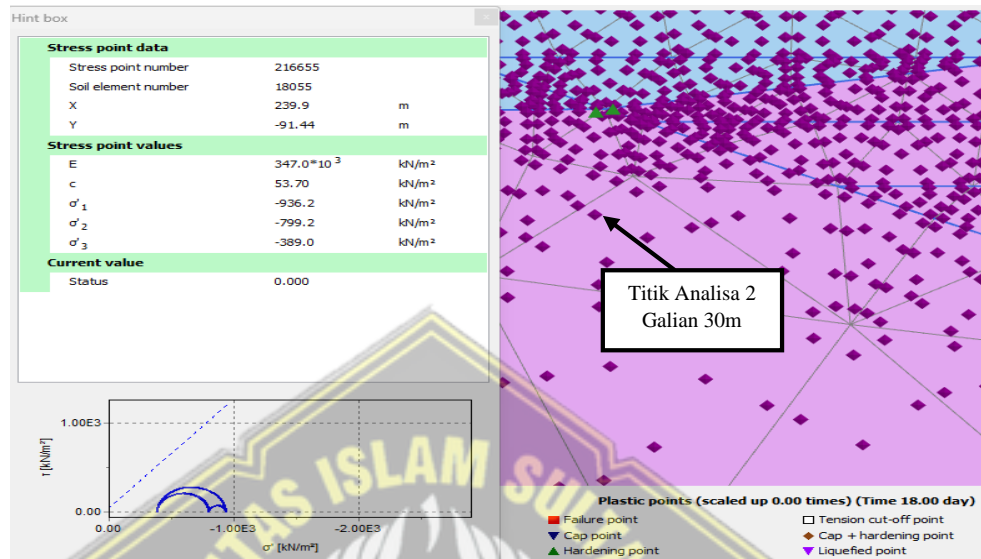 Hint box
Stress point data
Stress point number 216655
Soil element number 18055
X 239.9 m
Y -91.44 m
Stress point values
E 347.0*10³ kN/m²
c 53.70 kN/m²
σ'₁ -936.2 kN/m²
σ'₂ -799.2 kN/m²
σ'₃ -389.0 kN/m²
Current value
Status 0.000
Titik Analisa 2
Galian 30m
1.00E3
τ [kN/m²]
0.00
0.00 -1.00E3 -2.00E3
σ' [kN/m²]
ISLAM SU
Plastic points (scaled up 0.00 times) (Time 18.00 day)
Failure point Tension cut-off point
Cap point Cap + hardening point
Hardening point Liquefied point